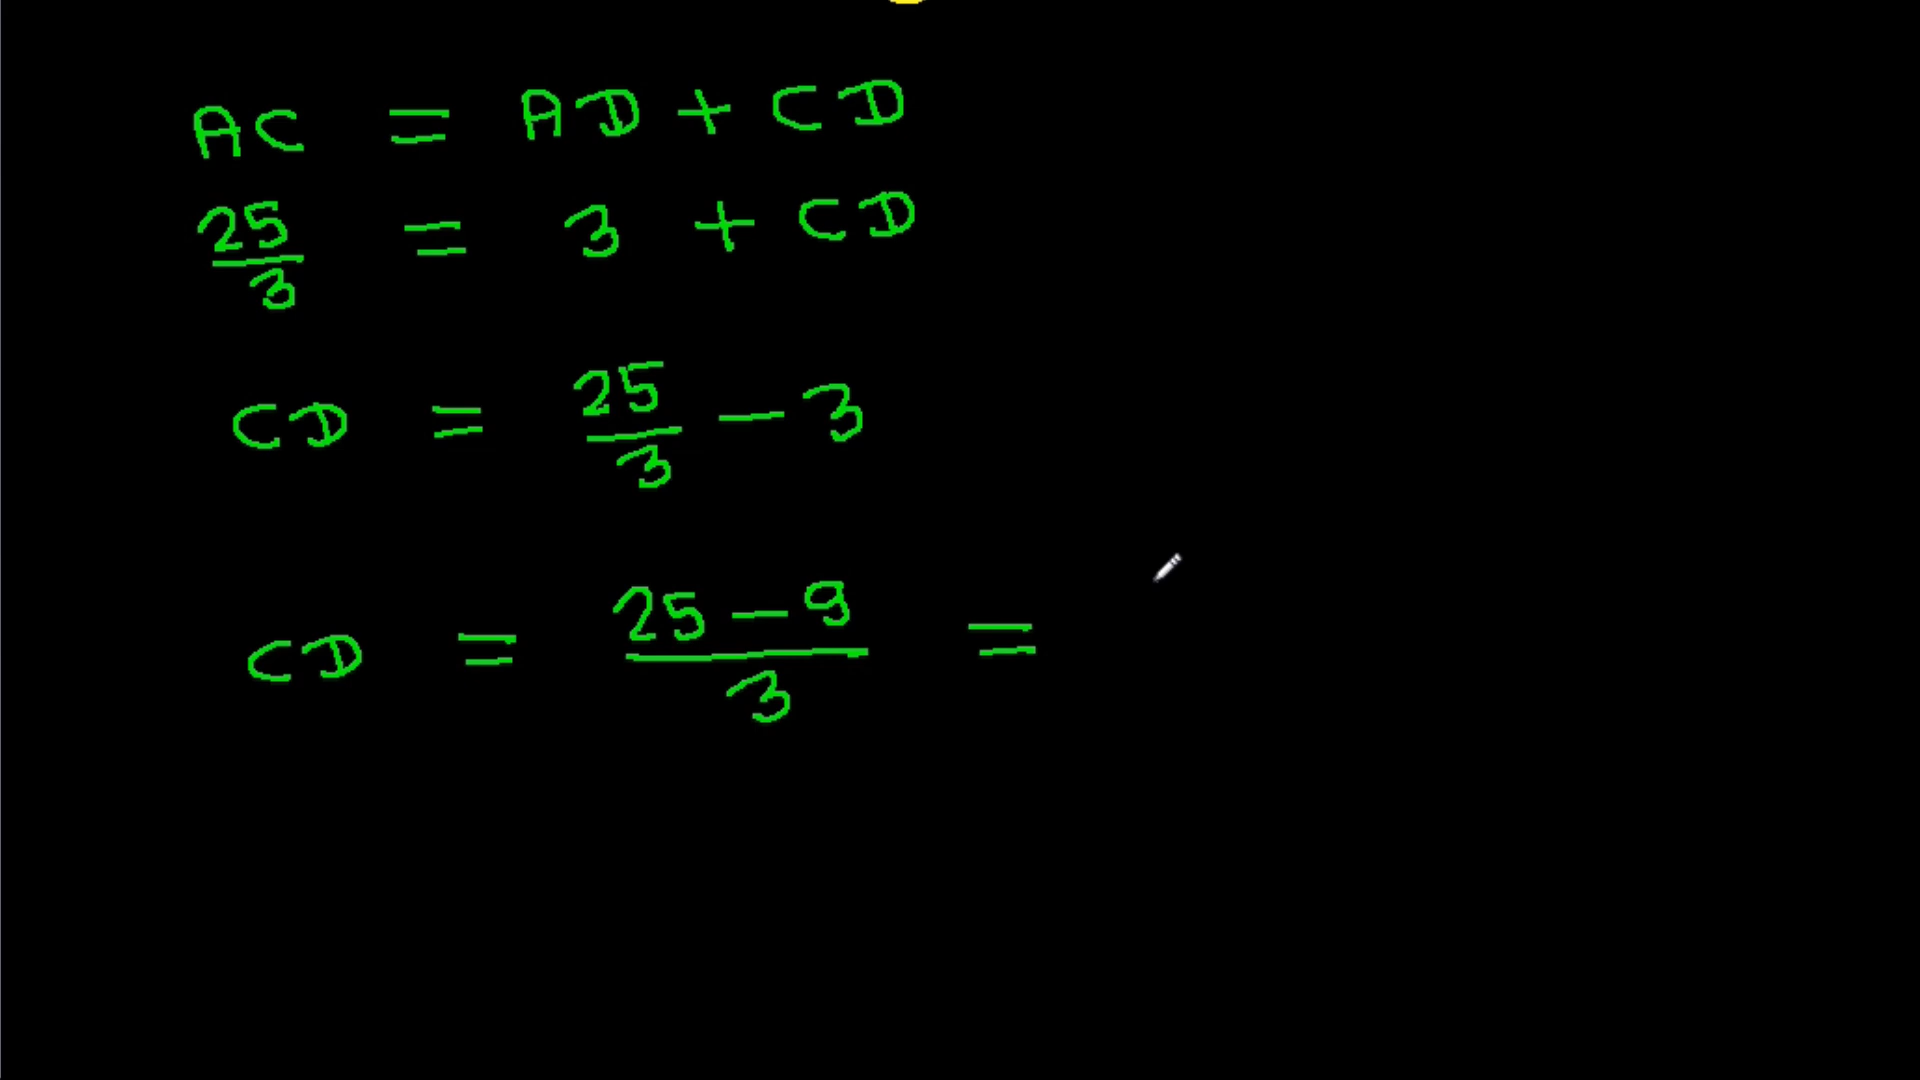 AC = AD + CD
25/3 = 3 + CD
CD = 25/3 - 3
CD = (25 - 9)/3 =